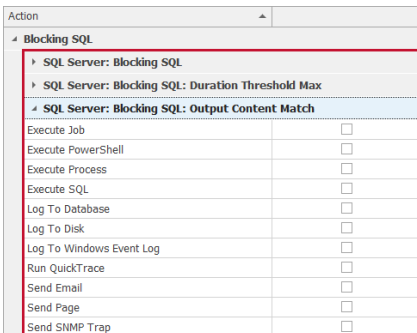 Action
Blocking SQL
SQL Server: Blocking SQL
SQL Server: Blocking SQL: Duration Threshold Max
SQL Server: Blocking SQL: Output Content Match
Execute Job
Execute PowerShell
Execute Process
Execute SQL
Log To Database
Log To Disk
Log To Windows Event Log
Run QuickTrace
Send Email
Send Page
Send SNMP Trap